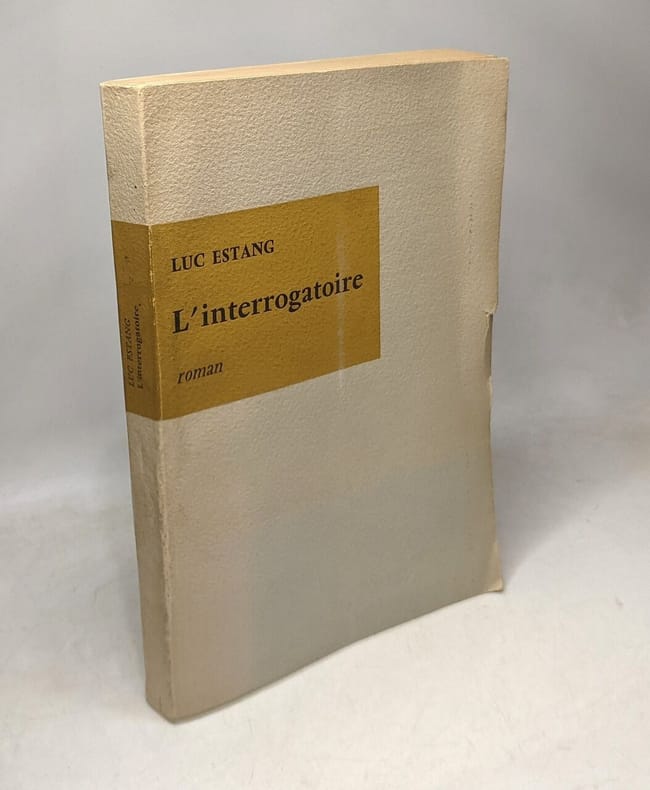 LUC ESTANG
L'interrogatoire
roman
LUC ESTANG
L'interrogatoire